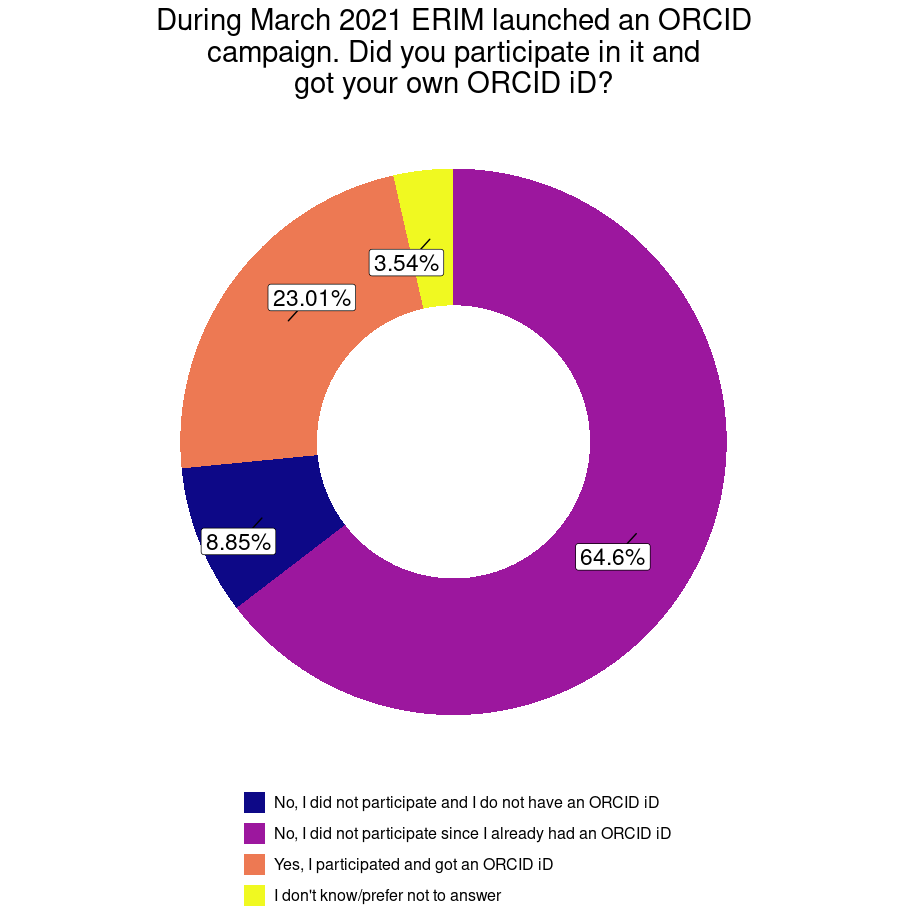 During March 2021 ERIM launched an ORCID
campaign. Did you participate in it and
got your own ORCID iD?
3.54%
23.01%
8.85%
64.6%
No, I did not participate and I do not have an ORCID iD
No, I did not participate since I already had an ORCID iD
Yes, I participated and got an ORCID iD
I don't know/prefer not to answer